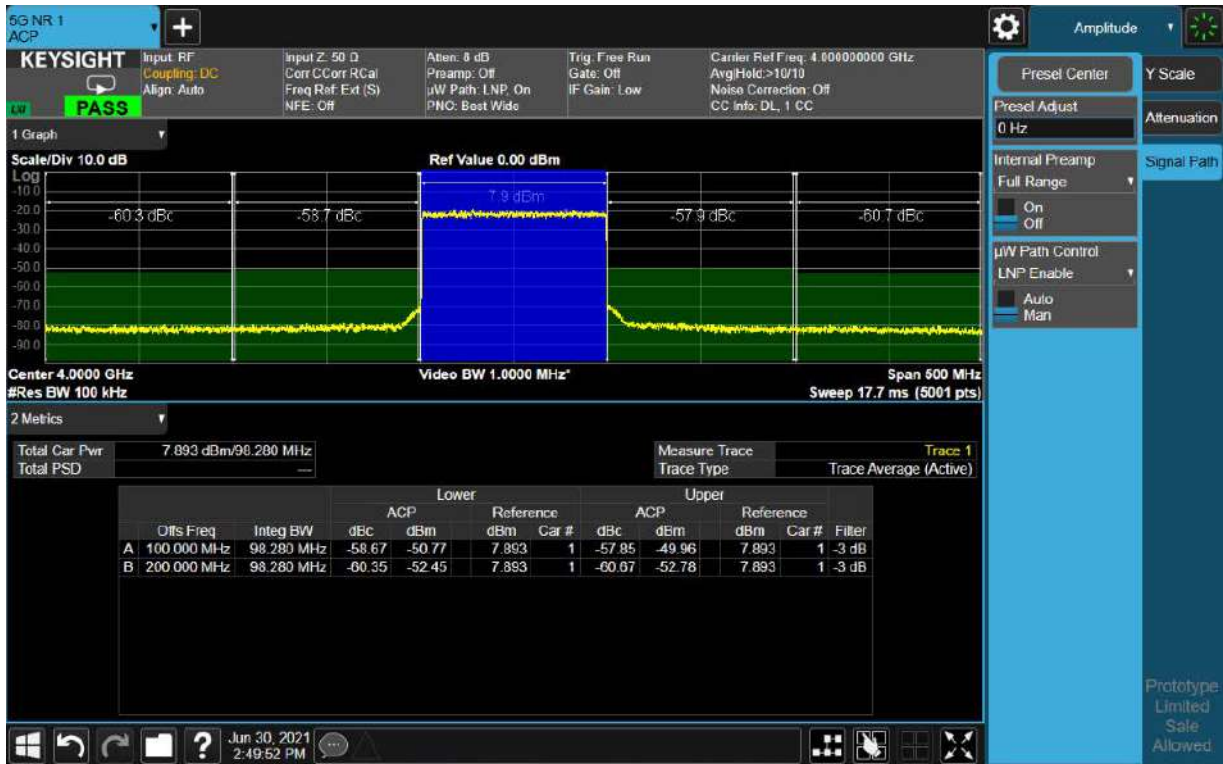 5G NR 1
ACP
Amplitude
KEYSIGHT
LXI
PASS
Input: RF
Coupling: DC
Align: Auto
Input Z: 50 Ω
Corr CCorr RCal
Freq Ref: Ext (S)
NFE: Off
Atten: 8 dB
Preamp: Off
µW Path: LNP, On
PNO: Best Wide
Trig: Free Run
Gate: Off
IF Gain: Low
Carrier Ref Freq: 4.000000000 GHz
Avg|Hold:>10/10
Noise Correction: Off
CC Info: DL, 1 CC
1 Graph
Scale/Div 10.0 dB
Ref Value 0.00 dBm
Log
-10.0
-20.0
-30.0
-40.0
-50.0
-60.0
-70.0
-80.0
-90.0
7.9 dBm
-60.3 dBc
-58.7 dBc
-57.9 dBc
-60.7 dBc
Center 4.0000 GHz
Video BW 1.0000 MHz*
Span 500 MHz
#Res BW 100 kHz
Sweep 17.7 ms (5001 pts)
2 Metrics
Total Car Pwr 7.893 dBm/98.280 MHz
Total PSD ---
Measure Trace Trace 1
Trace Type Trace Average (Active)
Lower Upper
ACP Reference ACP Reference
Offs Freq Integ BW dBc dBm dBm Car # dBc dBm dBm Car # Filter
A 100.000 MHz 98.280 MHz -58.67 -50.77 7.893 1 -57.85 -49.96 7.893 1 -3 dB
B 200.000 MHz 98.280 MHz -60.35 -52.45 7.893 1 -60.67 -52.78 7.893 1 -3 dB
Presel Center
Presel Adjust
0 Hz
Internal Preamp
Full Range
On
Off
µW Path Control
LNP Enable
Auto
Man
Y Scale
Attenuation
Signal Path
Prototype
Limited
Sale
Allowed
?
Jun 30, 2021
2:49:52 PM